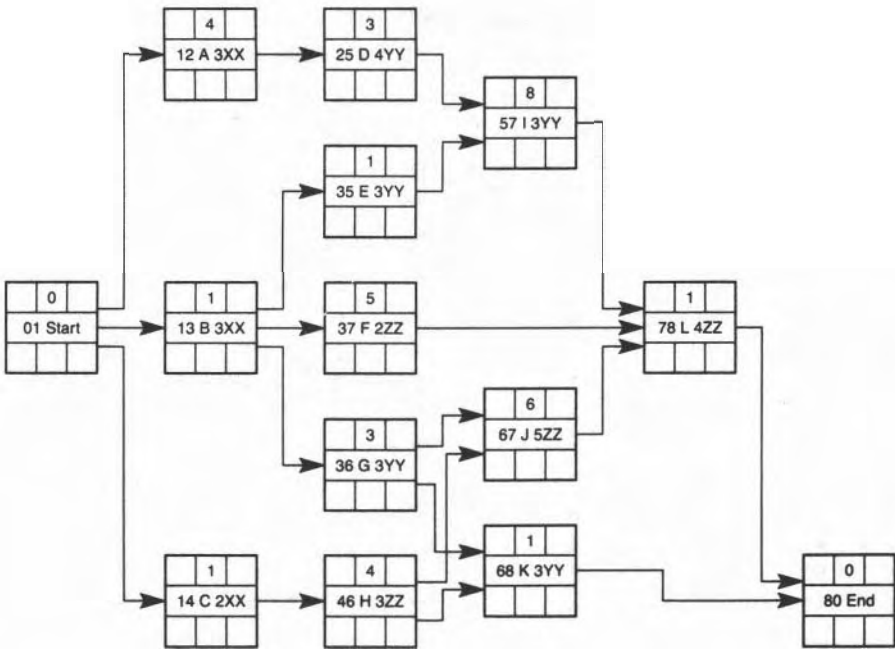 4
12 A 3XX
3
25 D 4YY
8
57 I 3YY
1
35 E 3YY
0
01 Start
1
13 B 3XX
5
37 F 2ZZ
1
78 L 4ZZ
3
36 G 3YY
6
67 J 5ZZ
1
14 C 2XX
4
46 H 3ZZ
1
68 K 3YY
0
80 End